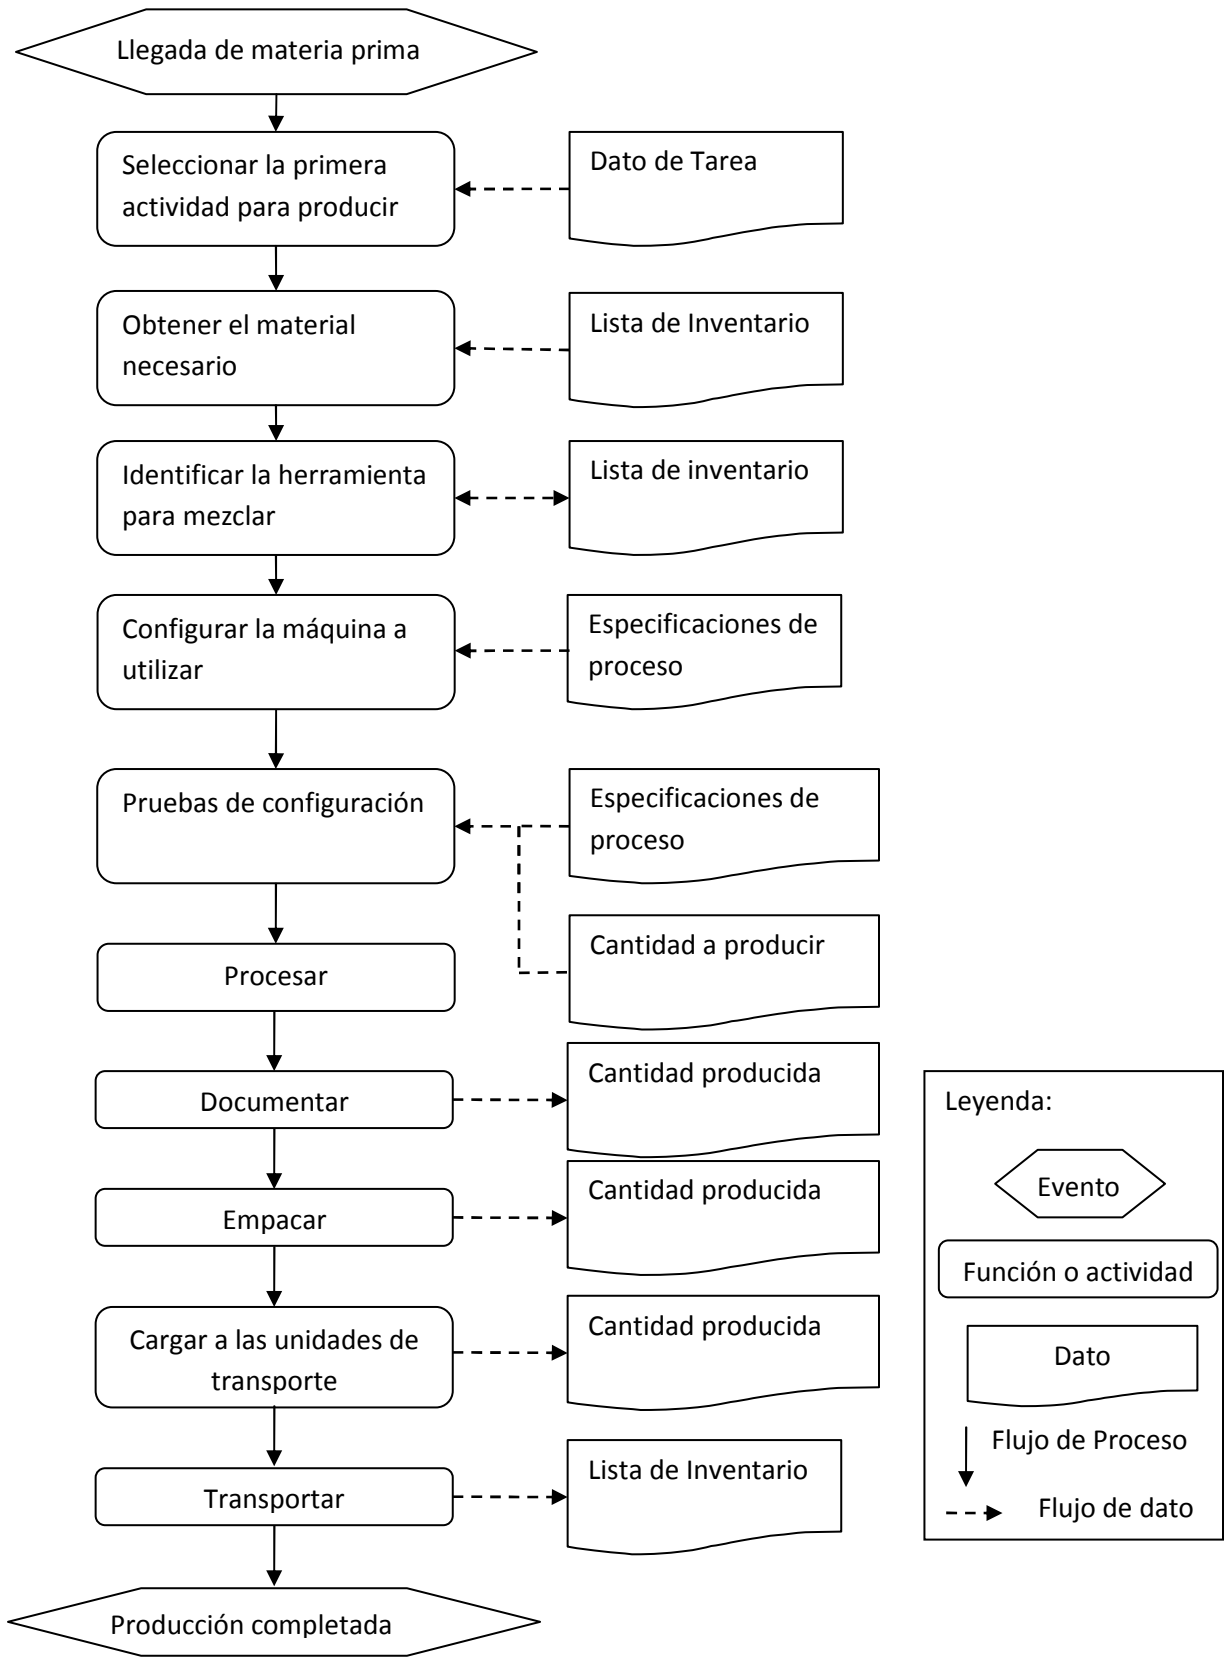 Llegada de materia prima
Seleccionar la primera
actividad para producir
Dato de Tarea
Obtener el material
necesario
Lista de Inventario
Identificar la herramienta
para mezclar
Lista de inventario
Configurar la máquina a
utilizar
Especificaciones de
proceso
Pruebas de configuración
Especificaciones de
proceso
Cantidad a producir
Procesar
Documentar
Cantidad producida
Empacar
Cantidad producida
Cargar a las unidades de
transporte
Cantidad producida
Transportar
Lista de Inventario
Producción completada
Leyenda:
Evento
Función o actividad
Dato
Flujo de Proceso
Flujo de dato